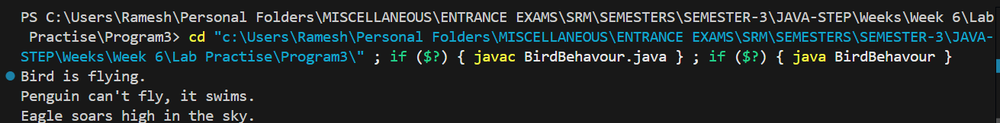 PS C:\Users\Ramesh\Personal Folders\MISCELLANEOUS\ENTRANCE EXAMS\SRM\SEMESTERS\SEMESTER-3\JAVA-STEP\Weeks\Week 6\Lab
 Practise\Program3> cd "c:\Users\Ramesh\Personal Folders\MISCELLANEOUS\ENTRANCE EXAMS\SRM\SEMESTERS\SEMESTER-3\JAVA-
STEP\Weeks\Week 6\Lab Practise\Program3\" ; if ($?) { javac BirdBehavour.java } ; if ($?) { java BirdBehavour }
Bird is flying.
Penguin can't fly, it swims.
Eagle soars high in the sky.